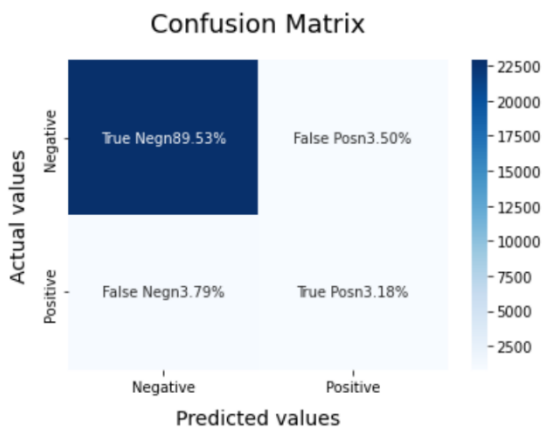 Confusion Matrix
True Negn89.53%
False Posn3.50%
False Negn3.79%
True Posn3.18%
Negative
Positive
Actual values
Negative
Positive
Predicted values
22500
20000
17500
15000
12500
10000
7500
5000
2500